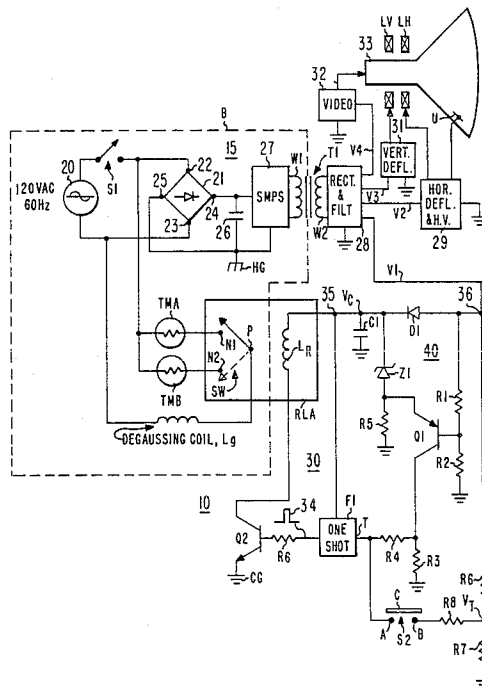 LV LH
33
32
VIDEO
U
B
15
27
T1
31
VERT. DEFL.
V4
20
S1
22
W1
120VAC
60Hz
25
21
SMPS
RECT. & FILT
V3
HOR. DEFL. & H.V.
24
V2
23
26
W2
28
29
HG
V1
TMA
35
VC
36
P
C1
D1
N1
LR
40
TMB
N2
Z1
SW
R1
RLA
R5
Q1
DEGAUSSING COIL, Lg
R2
30
10
34
F1
Q2
R6
ONE SHOT
T
R4
R3
CG
R6
C
R8
VT
A
S2
B
R7